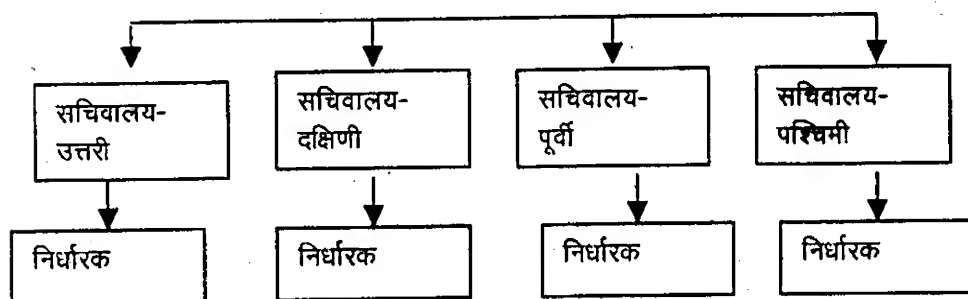 सचिवालय-
उत्तरी
सचिवालय-
दक्षिणी
सचिवालय-
पूर्वी
सचिवालय-
पश्चिमी
निर्धारक
निर्धारक
निर्धारक
निर्धारक